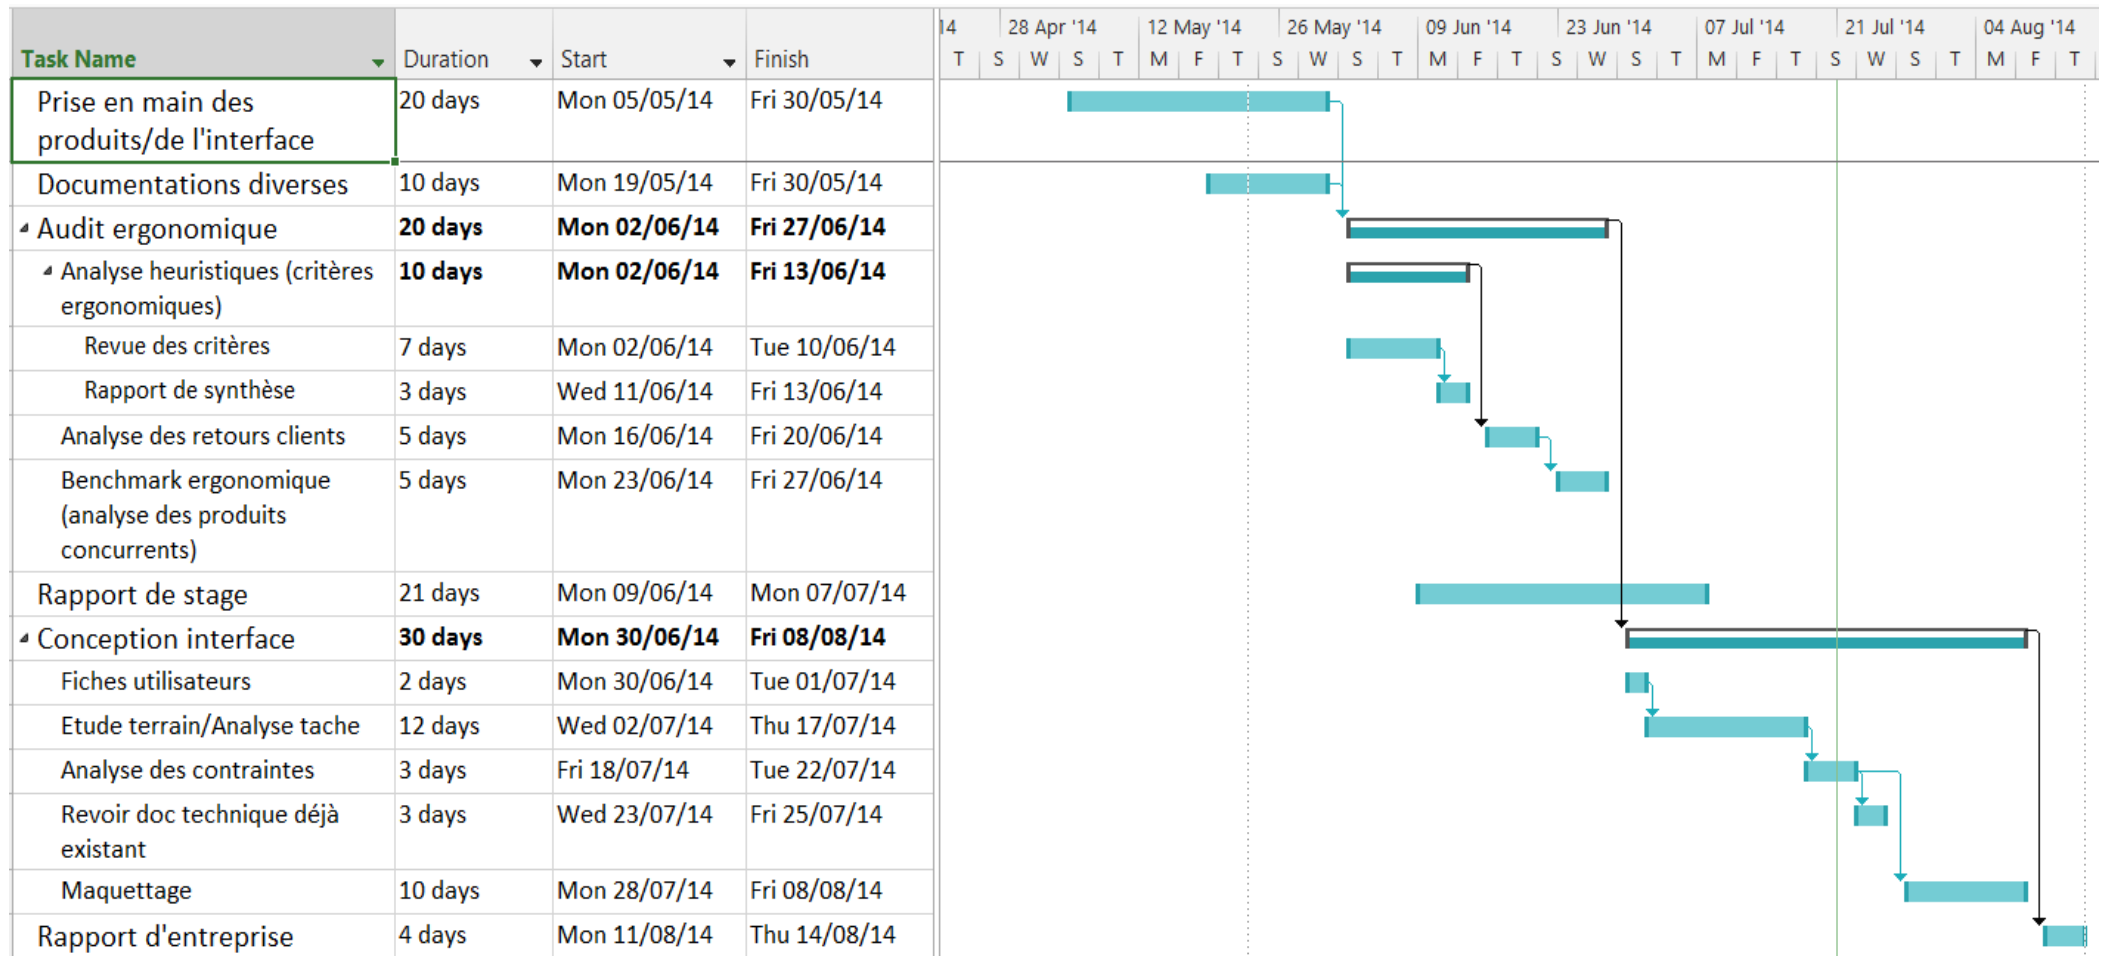 14 28 Apr '14 12 May '14 26 May '14 09 Jun '14 23 Jun '14 07 Jul '14 21 Jul '14 04 Aug '14
Task Name Duration Start Finish T S W S T M F T S W S T M F T S W S T M F T S W S T M F T
Prise en main des 20 days Mon 05/05/14 Fri 30/05/14
produits/de l'interface
Documentations diverses 10 days Mon 19/05/14 Fri 30/05/14
Audit ergonomique 20 days Mon 02/06/14 Fri 27/06/14
Analyse heuristiques (critères 10 days Mon 02/06/14 Fri 13/06/14
ergonomiques)
Revue des critères 7 days Mon 02/06/14 Tue 10/06/14
Rapport de synthèse 3 days Wed 11/06/14 Fri 13/06/14
Analyse des retours clients 5 days Mon 16/06/14 Fri 20/06/14
Benchmark ergonomique 5 days Mon 23/06/14 Fri 27/06/14
(analyse des produits
concurrents)
Rapport de stage 21 days Mon 09/06/14 Mon 07/07/14
Conception interface 30 days Mon 30/06/14 Fri 08/08/14
Fiches utilisateurs 2 days Mon 30/06/14 Tue 01/07/14
Etude terrain/Analyse tache 12 days Wed 02/07/14 Thu 17/07/14
Analyse des contraintes 3 days Fri 18/07/14 Tue 22/07/14
Revoir doc technique déjà 3 days Wed 23/07/14 Fri 25/07/14
existant
Maquettage 10 days Mon 28/07/14 Fri 08/08/14
Rapport d'entreprise 4 days Mon 11/08/14 Thu 14/08/14